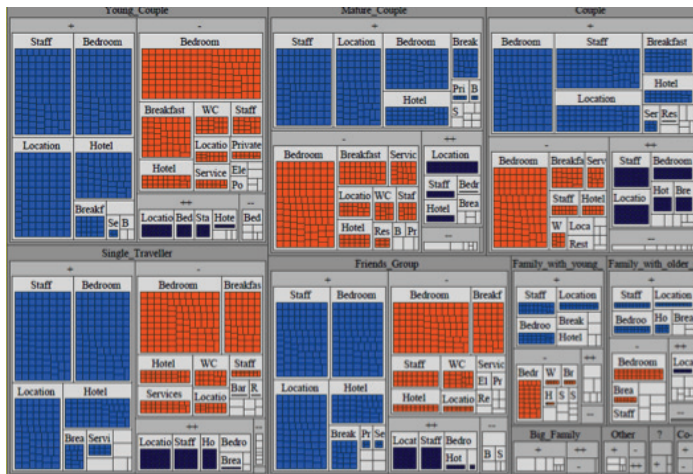 Young_Couple
+
-
Staff
Bedroom
Location
Hotel
Breakf
Se
B
Bedroom
Breakfast
WC
Staff
Locatio
Private
Hotel
Service
Ele
Po
++
--
Locatio
Bed
Sta
Hote
Bed
Mature_Couple
+
Staff
Location
Bedroom
Break
Hotel
Pri
B
S
-
++
Bedroom
Breakfast
Servic
Locatio
WC
Staf
Hotel
Res
B
Pr
Location
Staff
Bedr
Hotel
Brea
--
Couple
+
Bedroom
Staff
Breakfast
Location
Hotel
Ser
Res
-
++
Bedroom
Breakfa
Serv
Staff
Hotel
W
Loca
Rest
Staff
Bedroom
Locatio
Hot
Bre
--
Single_Traveller
+
-
Staff
Bedroom
Location
Hotel
Brea
Servi
Bedroom
Breakfas
Hotel
WC
Staff
Services
Locatio
Bar
R
++
Locatio
Staff
Ho
Bedro
Brea
Friends_Group
+
-
Staff
Bedroom
Location
Hotel
Break
Pr
Se
Bedroom
Breakf
Staff
WC
Servic
Hotel
Locatio
El
Pr
Re
++
--
Locat
Staff
Bedro
Hot
B
S
Family_with_young_
+
Staff
Location
Bedroo
Break
Hotel
-
++
Bedr
W
Br
H
S
S
--
Family_with_older_
+
Staff
Location
Bedroo
Ho
Brea
-
++
Bedroom
Loca
Brea
Staff
--
Big_Family
+
++
-
Other
+
-
++
?
+
-
Co-
+